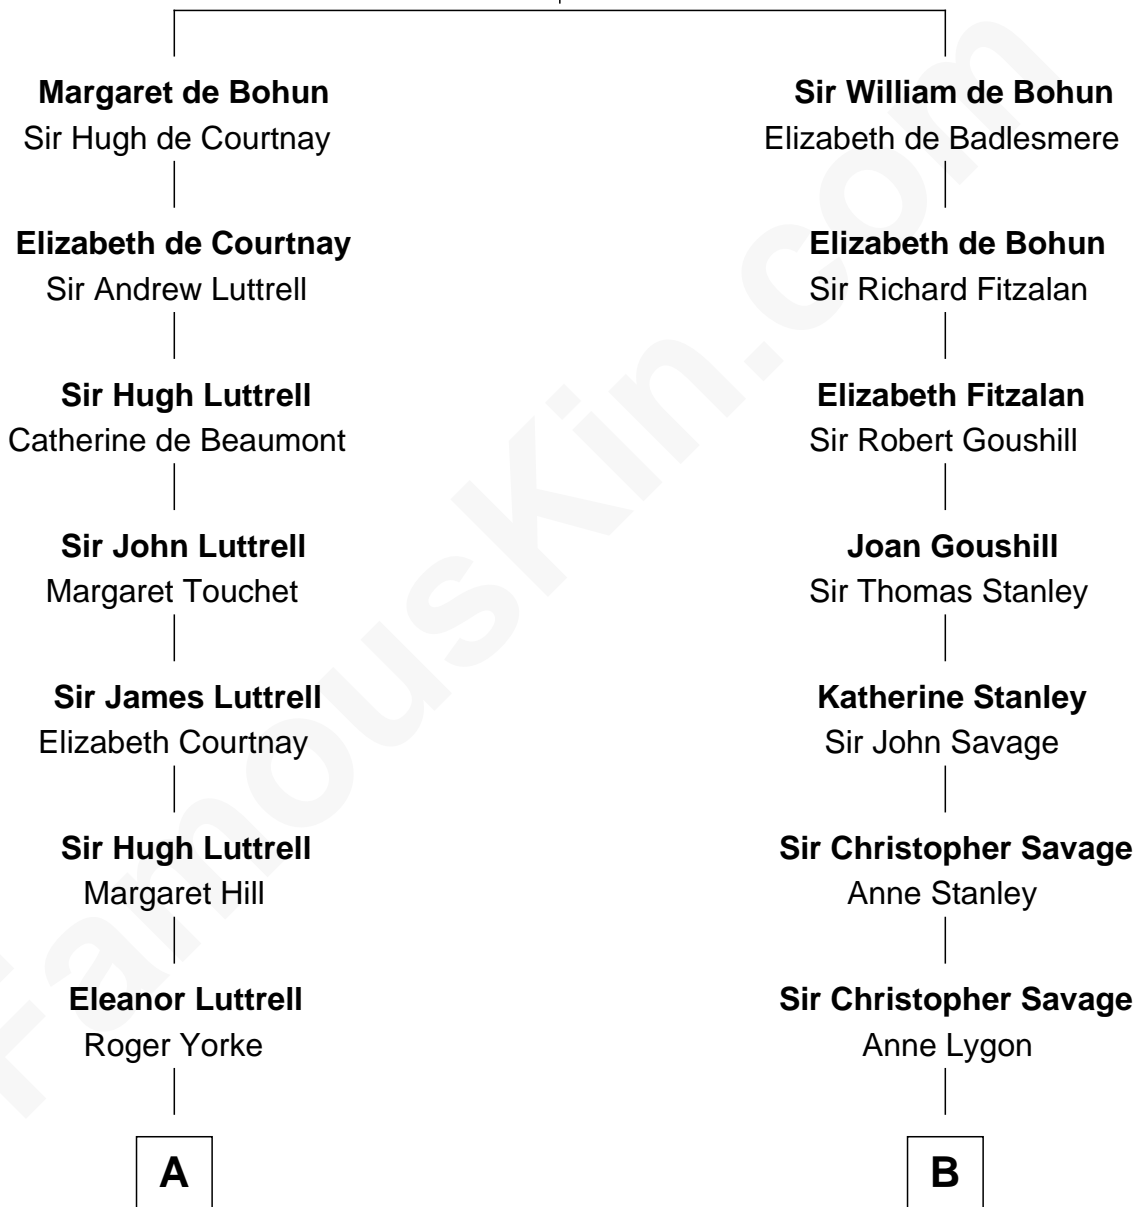 Margaret de Bohun
Sir Hugh de Courtnay
Elizabeth de Courtnay
Sir Andrew Luttrell
Sir Hugh Luttrell
Catherine de Beaumont
Sir John Luttrell
Margaret Touchet
Sir James Luttrell
Elizabeth Courtnay
Sir Hugh Luttrell
Margaret Hill
Eleanor Luttrell
Roger Yorke
A
Sir William de Bohun
Elizabeth de Badlesmere
Elizabeth de Bohun
Sir Richard Fitzalan
Elizabeth Fitzalan
Sir Robert Goushill
Joan Goushill
Sir Thomas Stanley
Katherine Stanley
Sir John Savage
Sir Christopher Savage
Anne Stanley
Sir Christopher Savage
Anne Lygon
B
FamousKin.com